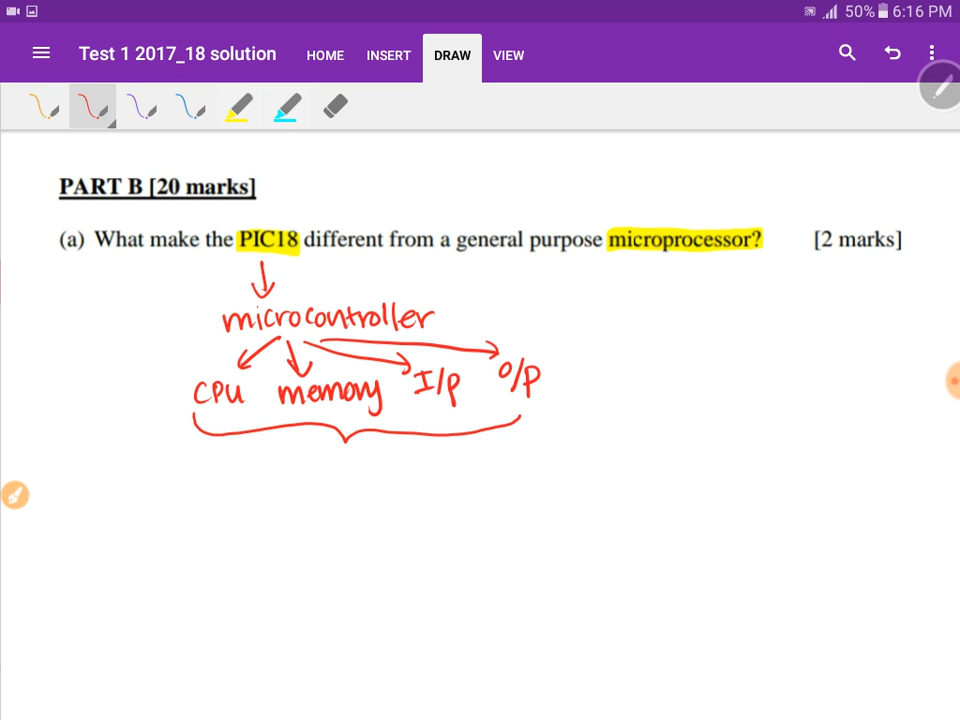 50% 6:16 PM
Test 1 2017_18 solution HOME INSERT DRAW VIEW
PART B [20 marks]
(a) What make the PIC18 different from a general purpose microprocessor? [2 marks]
microcontroller
CPU memory I/P O/P